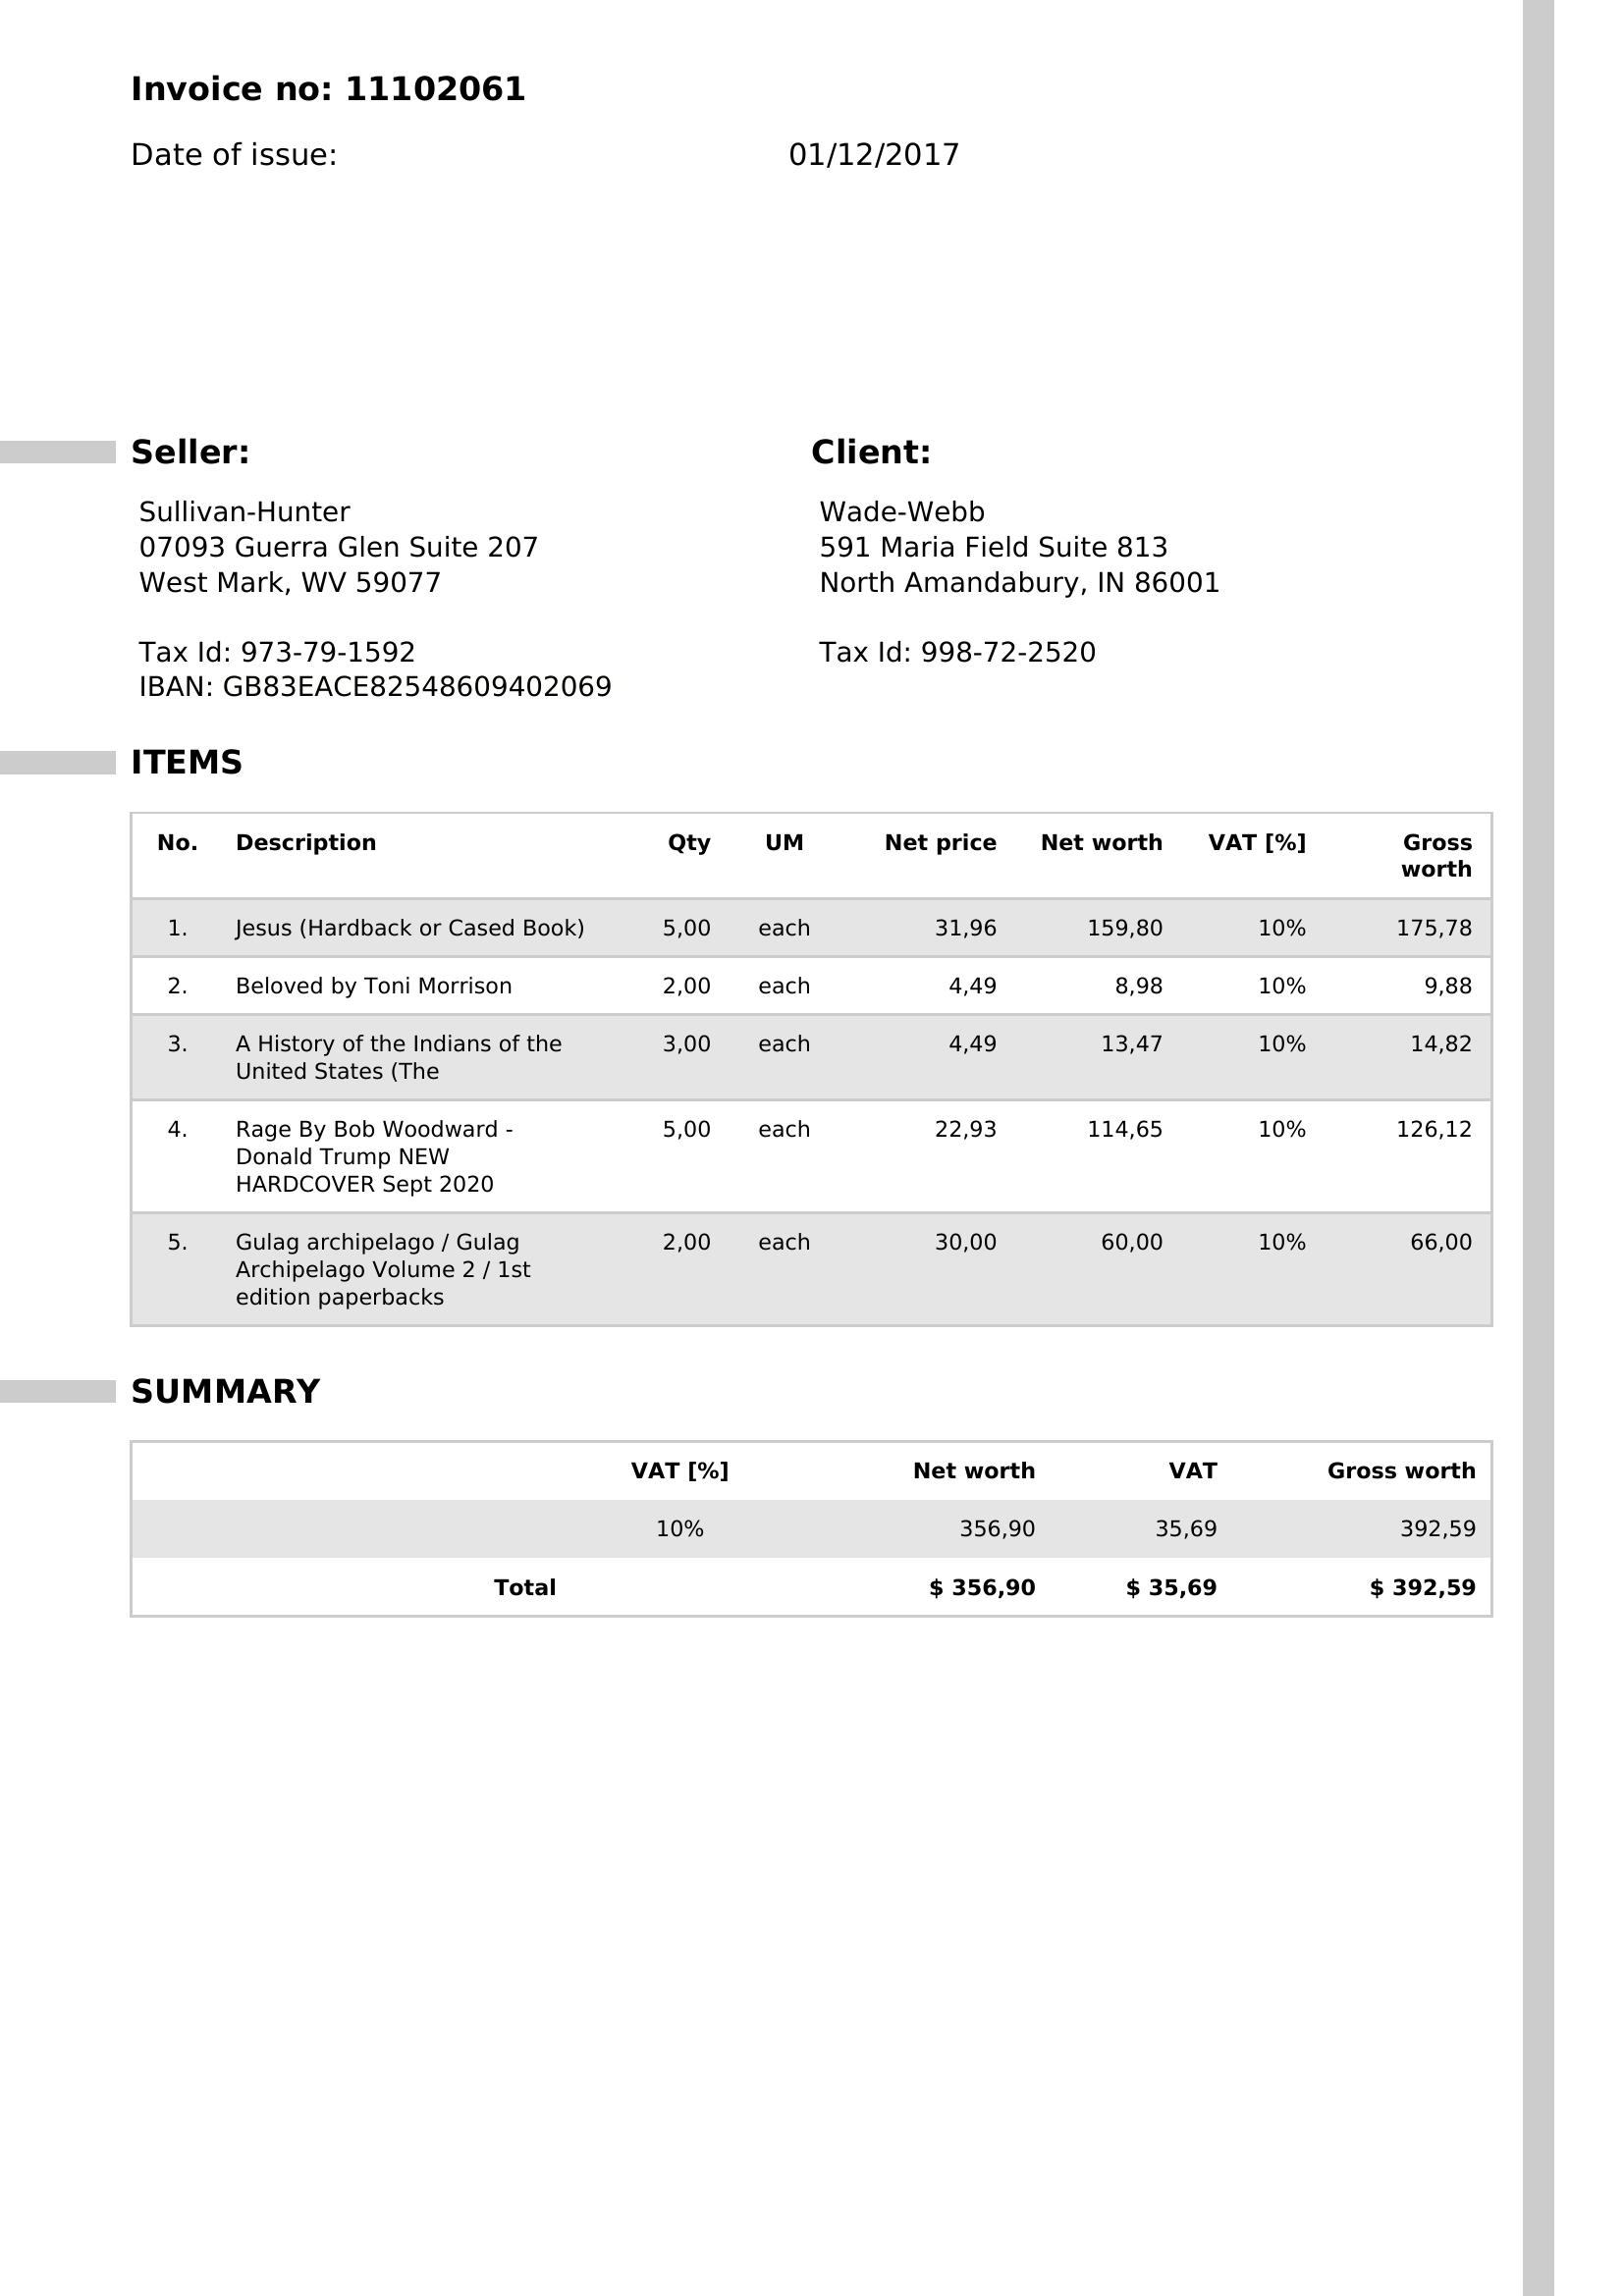 Invoice no: 11102061
Date of issue: 01/12/2017
Seller:
Sullivan-Hunter
07093 Guerra Glen Suite 207
West Mark, WV 59077
Tax Id: 973-79-1592
IBAN: GB83EACE82548609402069
Client:
Wade-Webb
591 Maria Field Suite 813
North Amandabury, IN 86001
Tax Id: 998-72-2520
ITEMS
No. Description Qty UM Net price Net worth VAT [%] Gross
worth
1. Jesus (Hardback or Cased Book) 5,00 each 31,96 159,80 10% 175,78
2. Beloved by Toni Morrison 2,00 each 4,49 8,98 10% 9,88
3. A History of the Indians of the 3,00 each 4,49 13,47 10% 14,82
United States (The
4. Rage By Bob Woodward - 5,00 each 22,93 114,65 10% 126,12
Donald Trump NEW
HARDCOVER Sept 2020
5. Gulag archipelago / Gulag 2,00 each 30,00 60,00 10% 66,00
Archipelago Volume 2 / 1st
edition paperbacks
SUMMARY
VAT [%] Net worth VAT Gross worth
10% 356,90 35,69 392,59
Total $ 356,90 $ 35,69 $ 392,59